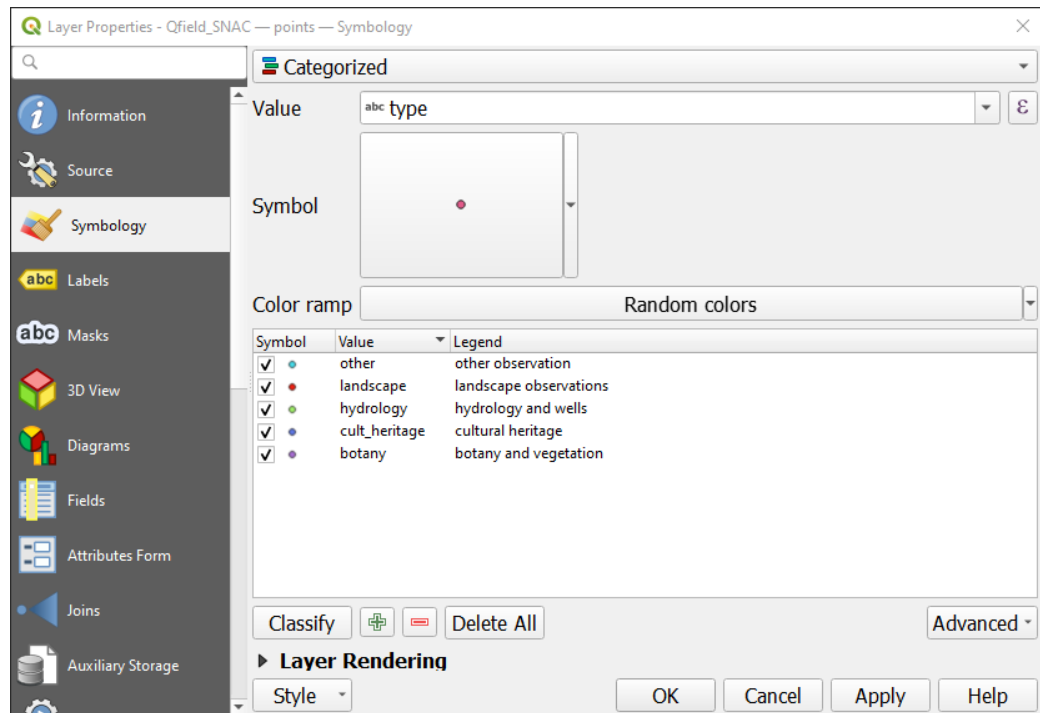 Layer Properties - Qfield_SNAC — points — Symbology
Information
Source
Symbology
abc Labels
abc Masks
3D View
Diagrams
Fields
Attributes Form
Joins
Auxiliary Storage
Categorized
Value abc type ε
Symbol
Color ramp Random colors
Symbol Value Legend
other other observation
landscape landscape observations
hydrology hydrology and wells
cult_heritage cultural heritage
botany botany and vegetation
Classify Delete All Advanced
Layer Rendering
Style OK Cancel Apply Help